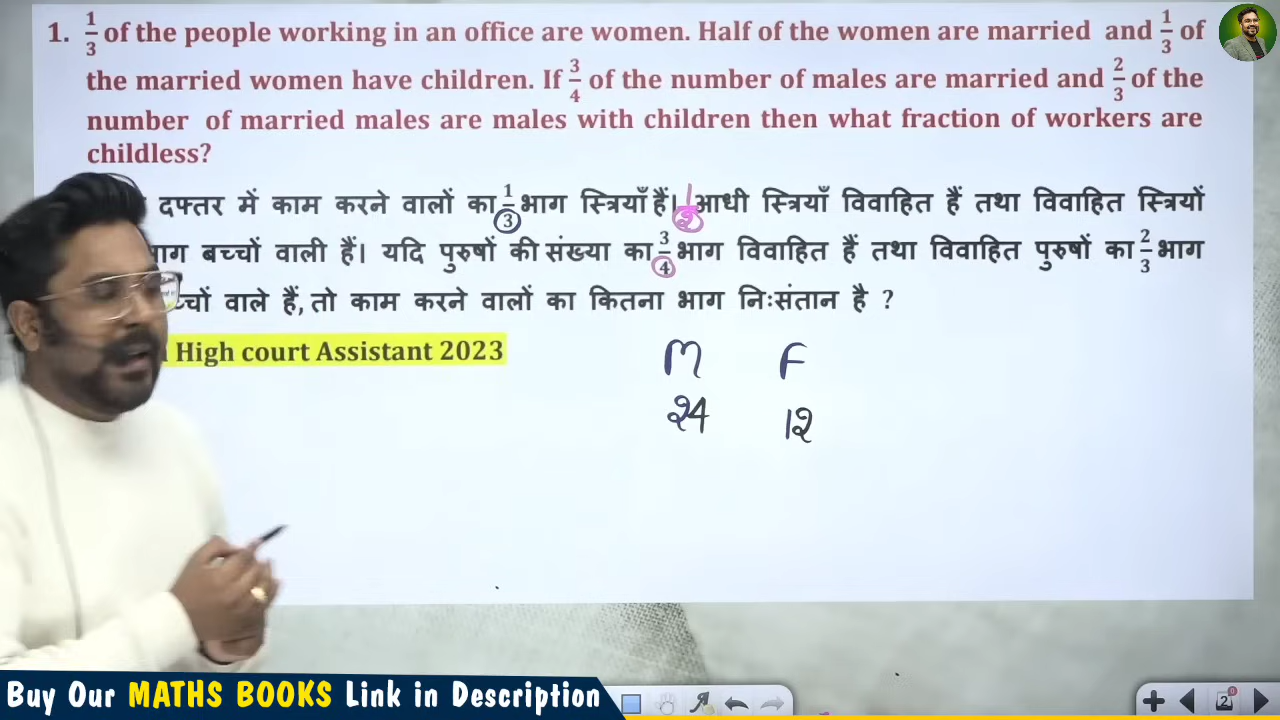 1. 1/3 of the people working in an office are women. Half of the women are married and 1/3 of
the married women have children. If 3/4 of the number of males are married and 2/3 of the
number of married males are males with children then what fraction of workers are
childless?
दफ्तर में काम करने वालों का 1/3 भाग स्त्रियाँ हैं। आधी स्त्रियाँ विवाहित हैं तथा विवाहित स्त्रियों
भाग बच्चों वाली हैं। यदि पुरुषों की संख्या का 3/4 भाग विवाहित हैं तथा विवाहित पुरुषों का 2/3 भाग
वाले हैं, तो काम करने वालों का कितना भाग निःसंतान है ?
High court Assistant 2023
M F
24 12
Buy Our MATHS BOOKS Link in Description
2